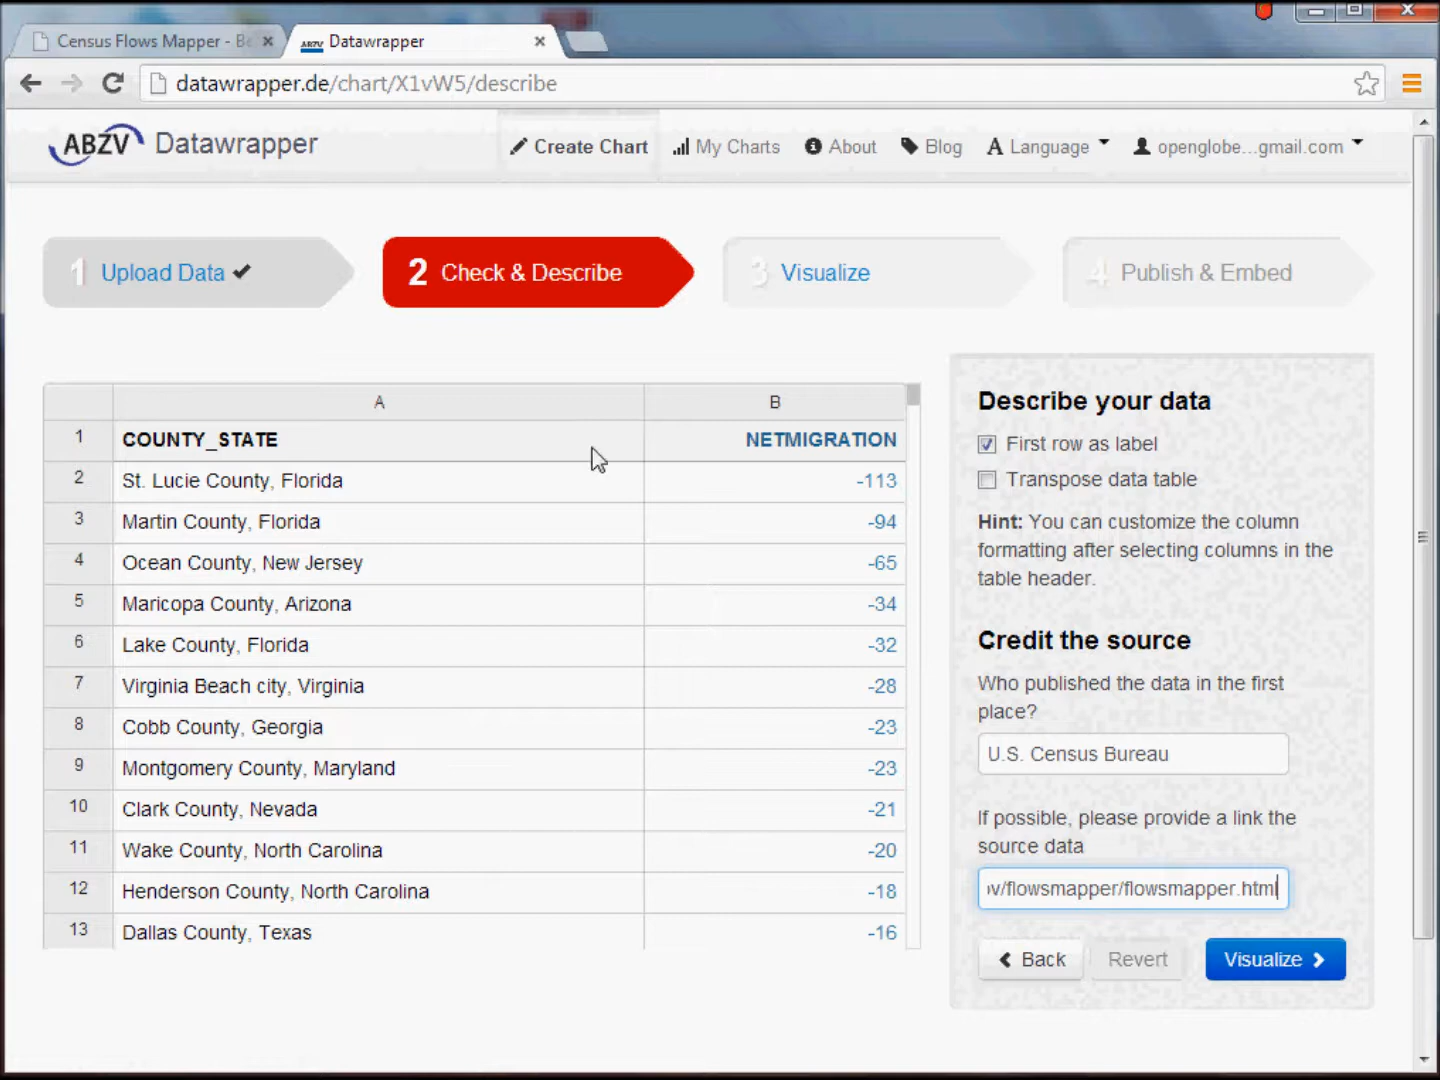 Census Flows Mapper - Be
ABZV Datawrapper
datawrapper.de/chart/X1vW5/describe
ABZV Datawrapper
Create Chart My Charts About Blog A Language openglobe...gmail.com
1 Upload Data
2 Check & Describe
3 Visualize
4 Publish & Embed
A B
1 COUNTY_STATE NETMIGRATION
2 St. Lucie County, Florida -113
3 Martin County, Florida -94
4 Ocean County, New Jersey -65
5 Maricopa County, Arizona -34
6 Lake County, Florida -32
7 Virginia Beach city, Virginia -28
8 Cobb County, Georgia -23
9 Montgomery County, Maryland -23
10 Clark County, Nevada -21
11 Wake County, North Carolina -20
12 Henderson County, North Carolina -18
13 Dallas County, Texas -16
Describe your data
First row as label
Transpose data table
Hint: You can customize the column
formatting after selecting columns in the
table header.
Credit the source
Who published the data in the first
place?
U.S. Census Bureau
If possible, please provide a link the
source data
v/flowsmapper/flowsmapper.html
Back Revert Visualize